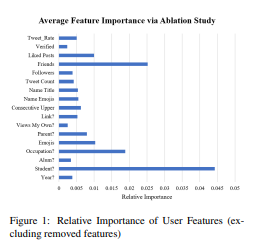 Average Feature Importance via Ablation Study
Tweet_Rate
Verified
Liked Posts
Friends
Followers
Tweet Count
Name Title
Name Emojis
Consecutive Upper
Link?
Views My Own?
Parent?
Emojis
Occupation?
Alum?
Student?
Year?
0 0.005 0.01 0.015 0.02 0.025 0.03 0.035 0.04 0.045 0.05
Relative Importance
Figure 1: Relative Importance of User Features (ex-
cluding removed features)